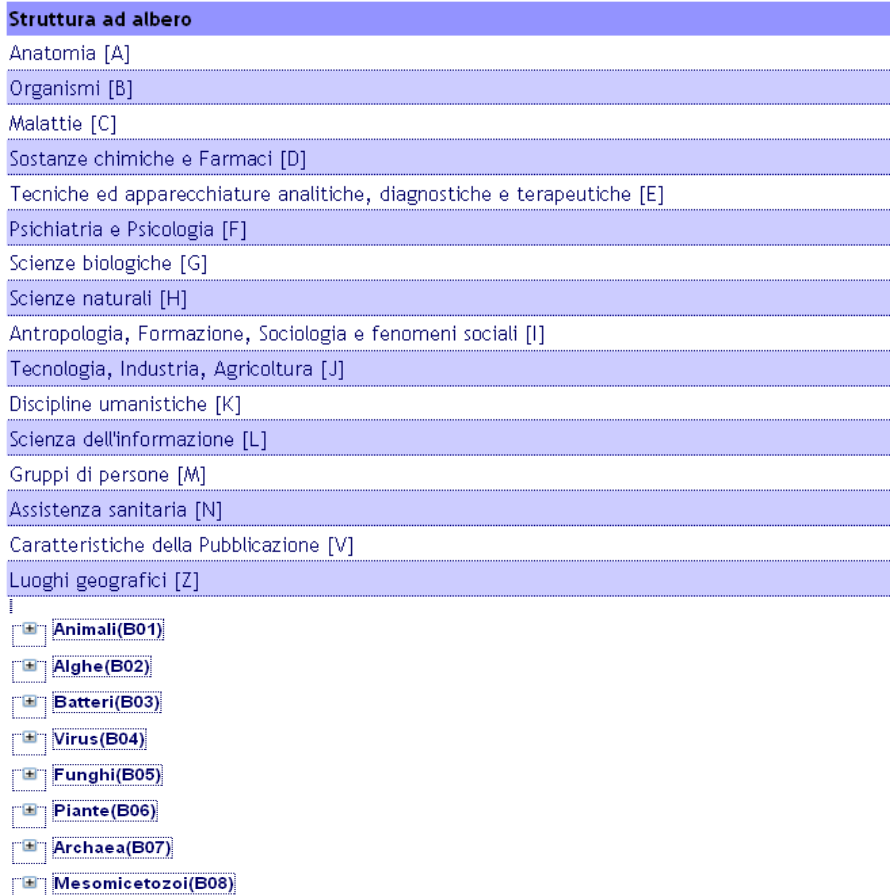 Struttura ad albero
Anatomia [A]
Organismi [B]
Malattie [C]
Sostanze chimiche e Farmaci [D]
Tecniche ed apparecchiature analitiche, diagnostiche e terapeutiche [E]
Psichiatria e Psicologia [F]
Scienze biologiche [G]
Scienze naturali [H]
Antropologia, Formazione, Sociologia e fenomeni sociali [I]
Tecnologia, Industria, Agricoltura [J]
Discipline umanistiche [K]
Scienza dell'informazione [L]
Gruppi di persone [M]
Assistenza sanitaria [N]
Caratteristiche della Pubblicazione [V]
Luoghi geografici [Z]
Animali(B01)
Alghe(B02)
Batteri(B03)
Virus(B04)
Funghi(B05)
Piante(B06)
Archaea(B07)
Mesomicetozoi(B08)